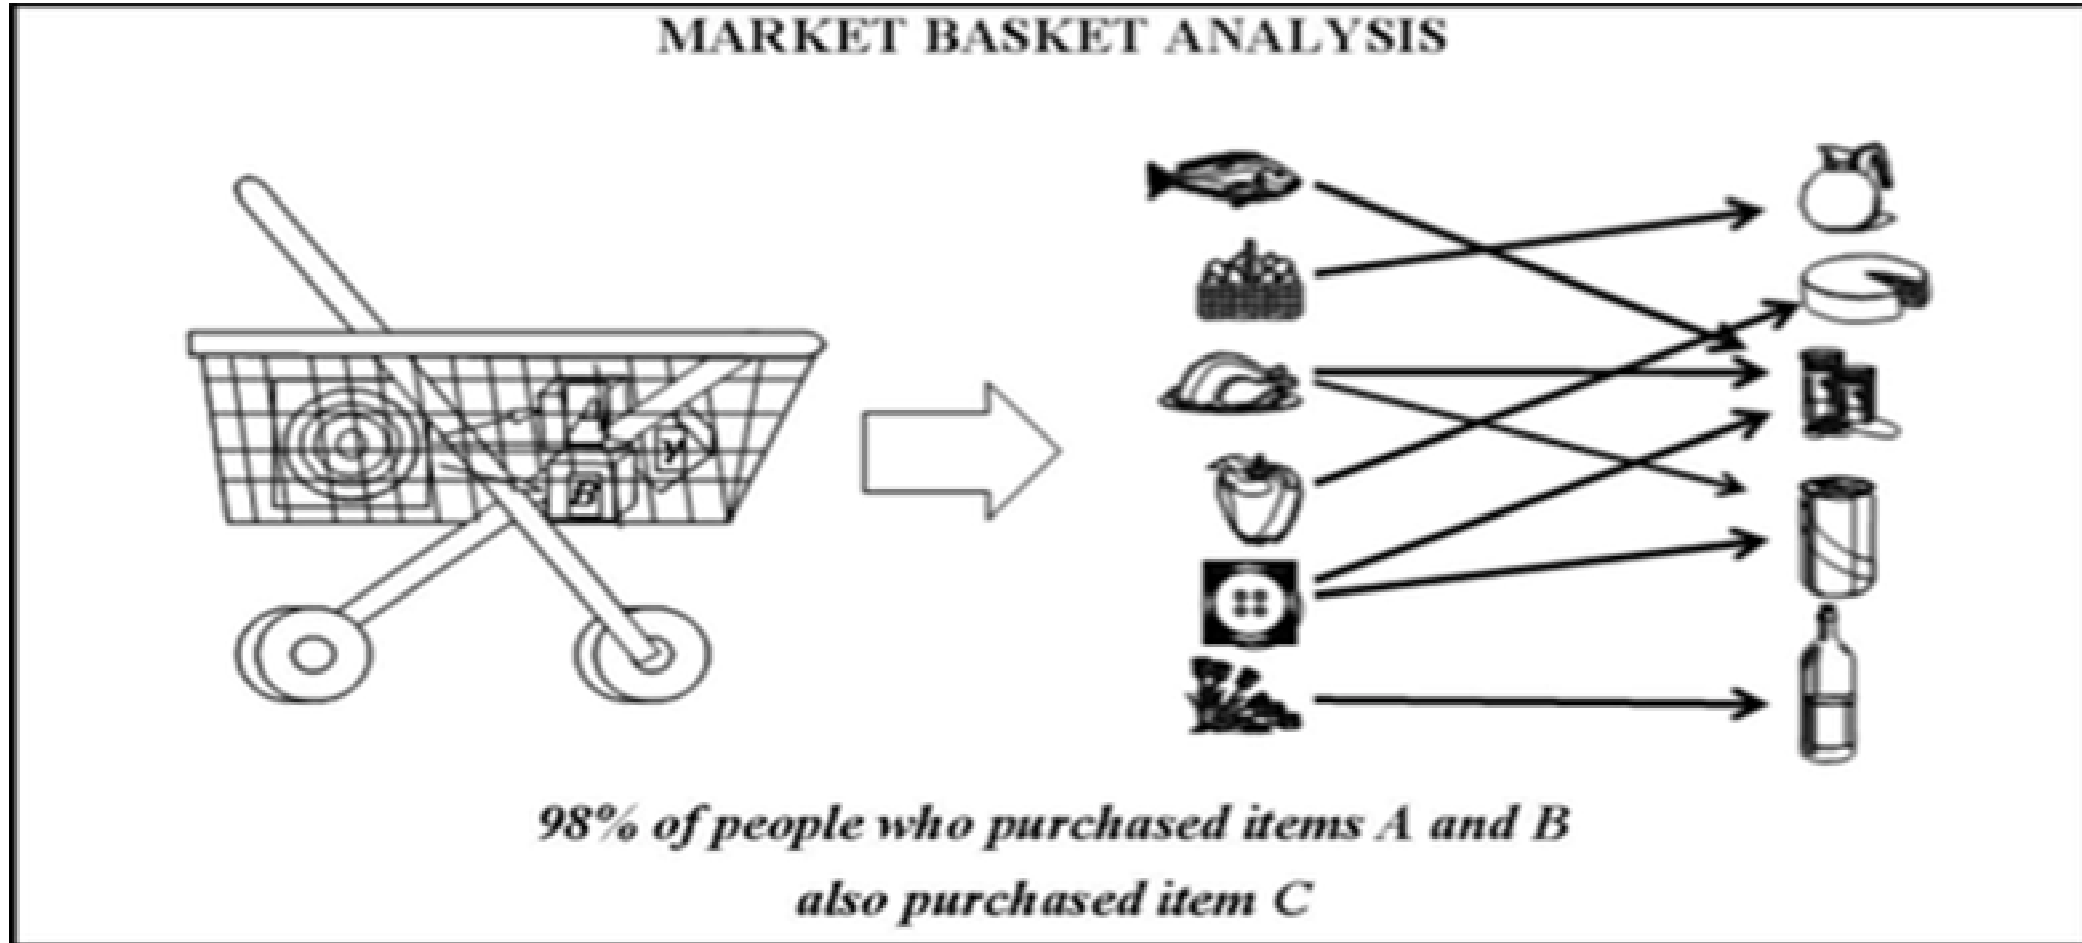 MARKET BASKET ANALYSIS
A
B
Y
98% of people who purchased items A and B
also purchased item C